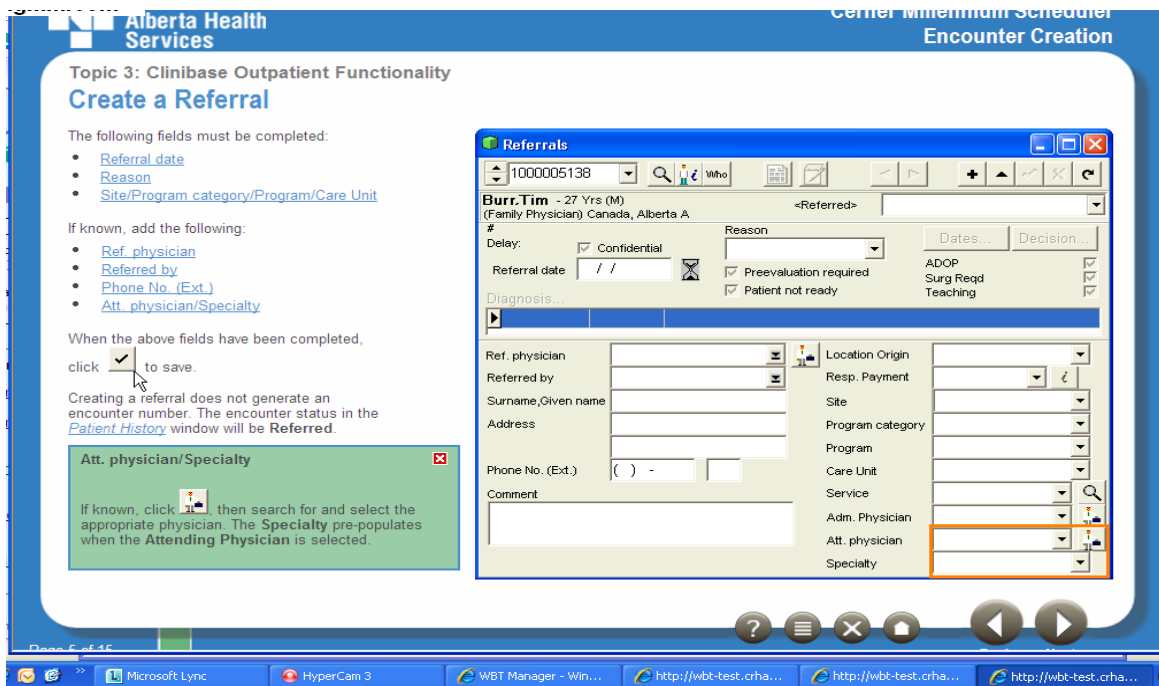 Alberta Health
Services
Cerner Millennium Scheduler
Encounter Creation
Topic 3: Clinibase Outpatient Functionality
Create a Referral
The following fields must be completed:
• Referral date
• Reason
• Site/Program category/Program/Care Unit
If known, add the following:
• Ref. physician
• Referred by
• Phone No. (Ext.)
• Att. physician/Specialty
When the above fields have been completed,
click to save.
Creating a referral does not generate an
encounter number. The encounter status in the
Patient History window will be Referred.
Att. physician/Specialty
If known, click , then search for and select the
appropriate physician. The Specialty pre-populates
when the Attending Physician is selected.
Referrals
1000005138
Who
Burr,Tim - 27 Yrs (M)
(Family Physician) Canada, Alberta A
<Referred>
#
Delay:
Confidential
Referral date / /
Reason
Preevaluation required
Patient not ready
Dates...
Decision...
ADOP
Surg Reqd
Teaching
Diagnosis...
Ref. physician
Referred by
Surname,Given name
Address
Phone No. (Ext.) ( ) -
Comment
Location Origin
Resp. Payment
Site
Program category
Program
Care Unit
Service
Adm. Physician
Att. physician
Specialty
Page 5 of 15
Microsoft Lync
HyperCam 3
WBT Manager - Win...
http://wbt-test.crha...
http://wbt-test.crha...
http://wbt-test.crha...